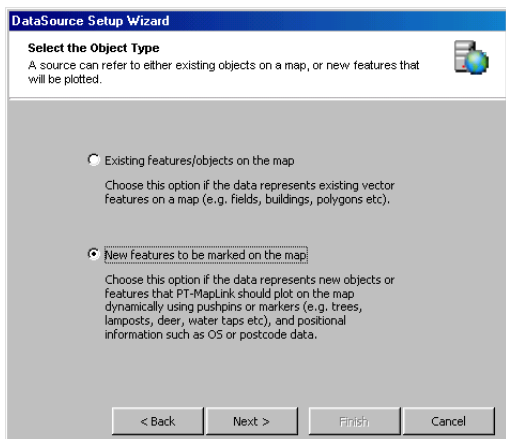 DataSource Setup Wizard
Select the Object Type
A source can refer to either existing objects on a map, or new features that
will be plotted.
Existing features/objects on the map
Choose this option if the data represents existing vector
features on a map (e.g. fields, buildings, polygons etc).
New features to be marked on the map
Choose this option if the data represents new objects or
features that PT-MapLink should plot on the map
dynamically using pushpins or markers (e.g. trees,
lamposts, deer, water taps etc), and positional
information such as OS or postcode data.
< Back Next > Finish Cancel